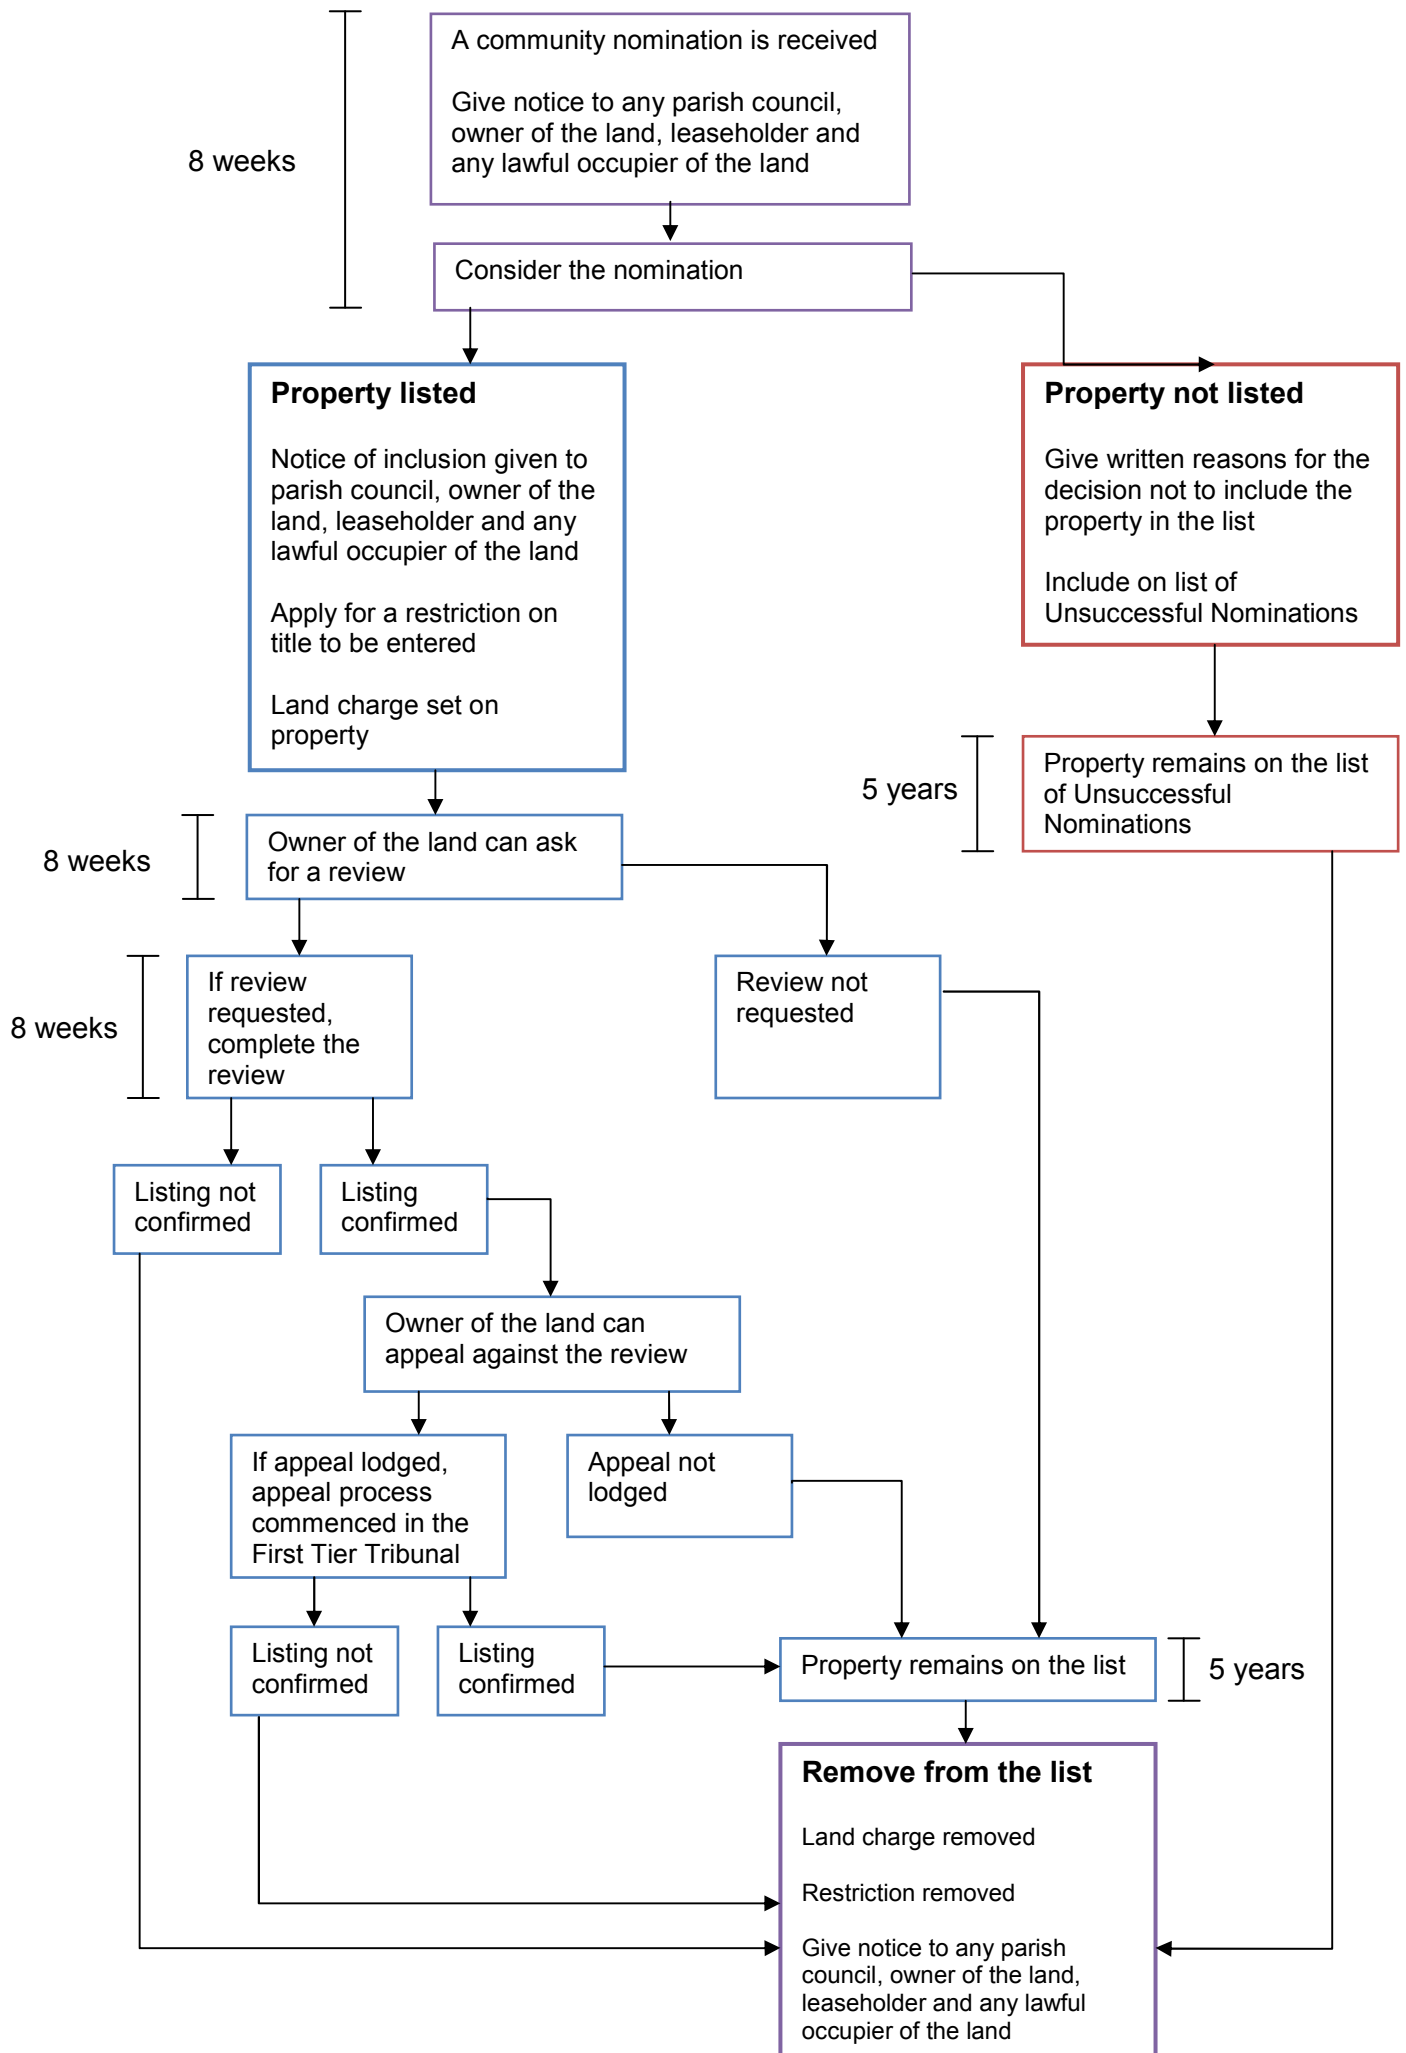 A community nomination is received
Give notice to any parish council,
owner of the land, leaseholder and
any lawful occupier of the land
8 weeks
Consider the nomination
Property listed
Notice of inclusion given to
parish council, owner of the
land, leaseholder and any
lawful occupier of the land
Apply for a restriction on
title to be entered
Land charge set on
property
Property not listed
Give written reasons for the
decision not to include the
property in the list
Include on list of
Unsuccessful Nominations
5 years
Property remains on the list
of Unsuccessful
Nominations
8 weeks
Owner of the land can ask
for a review
8 weeks
If review
requested,
complete the
review
Review not
requested
Listing not
confirmed
Listing
confirmed
Owner of the land can
appeal against the review
If appeal lodged,
appeal process
commenced in the
First Tier Tribunal
Appeal not
lodged
Listing not
confirmed
Listing
confirmed
Property remains on the list
5 years
Remove from the list
Land charge removed
Restriction removed
Give notice to any parish
council, owner of the land,
leaseholder and any lawful
occupier of the land